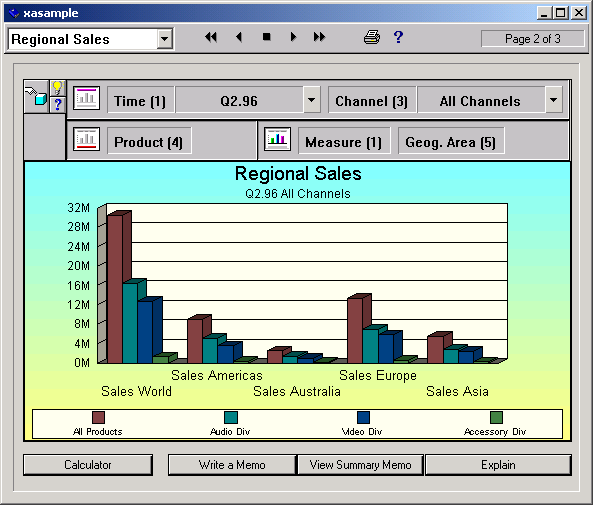 xasample
Regional Sales
?
Page 2 of 3
?
Time (1) Q2.96 Channel (3) All Channels
Product (4) Measure (1) Geog. Area (5)
Regional Sales
Q2.96 All Channels
32M
28M
24M
20M
16M
12M
8M
4M
0M
Sales Americas Sales Europe
Sales World Sales Australia Sales Asia
All Products Audio Div Video Div Accessory Div
Calculator Write a Memo View Summary Memo Explain